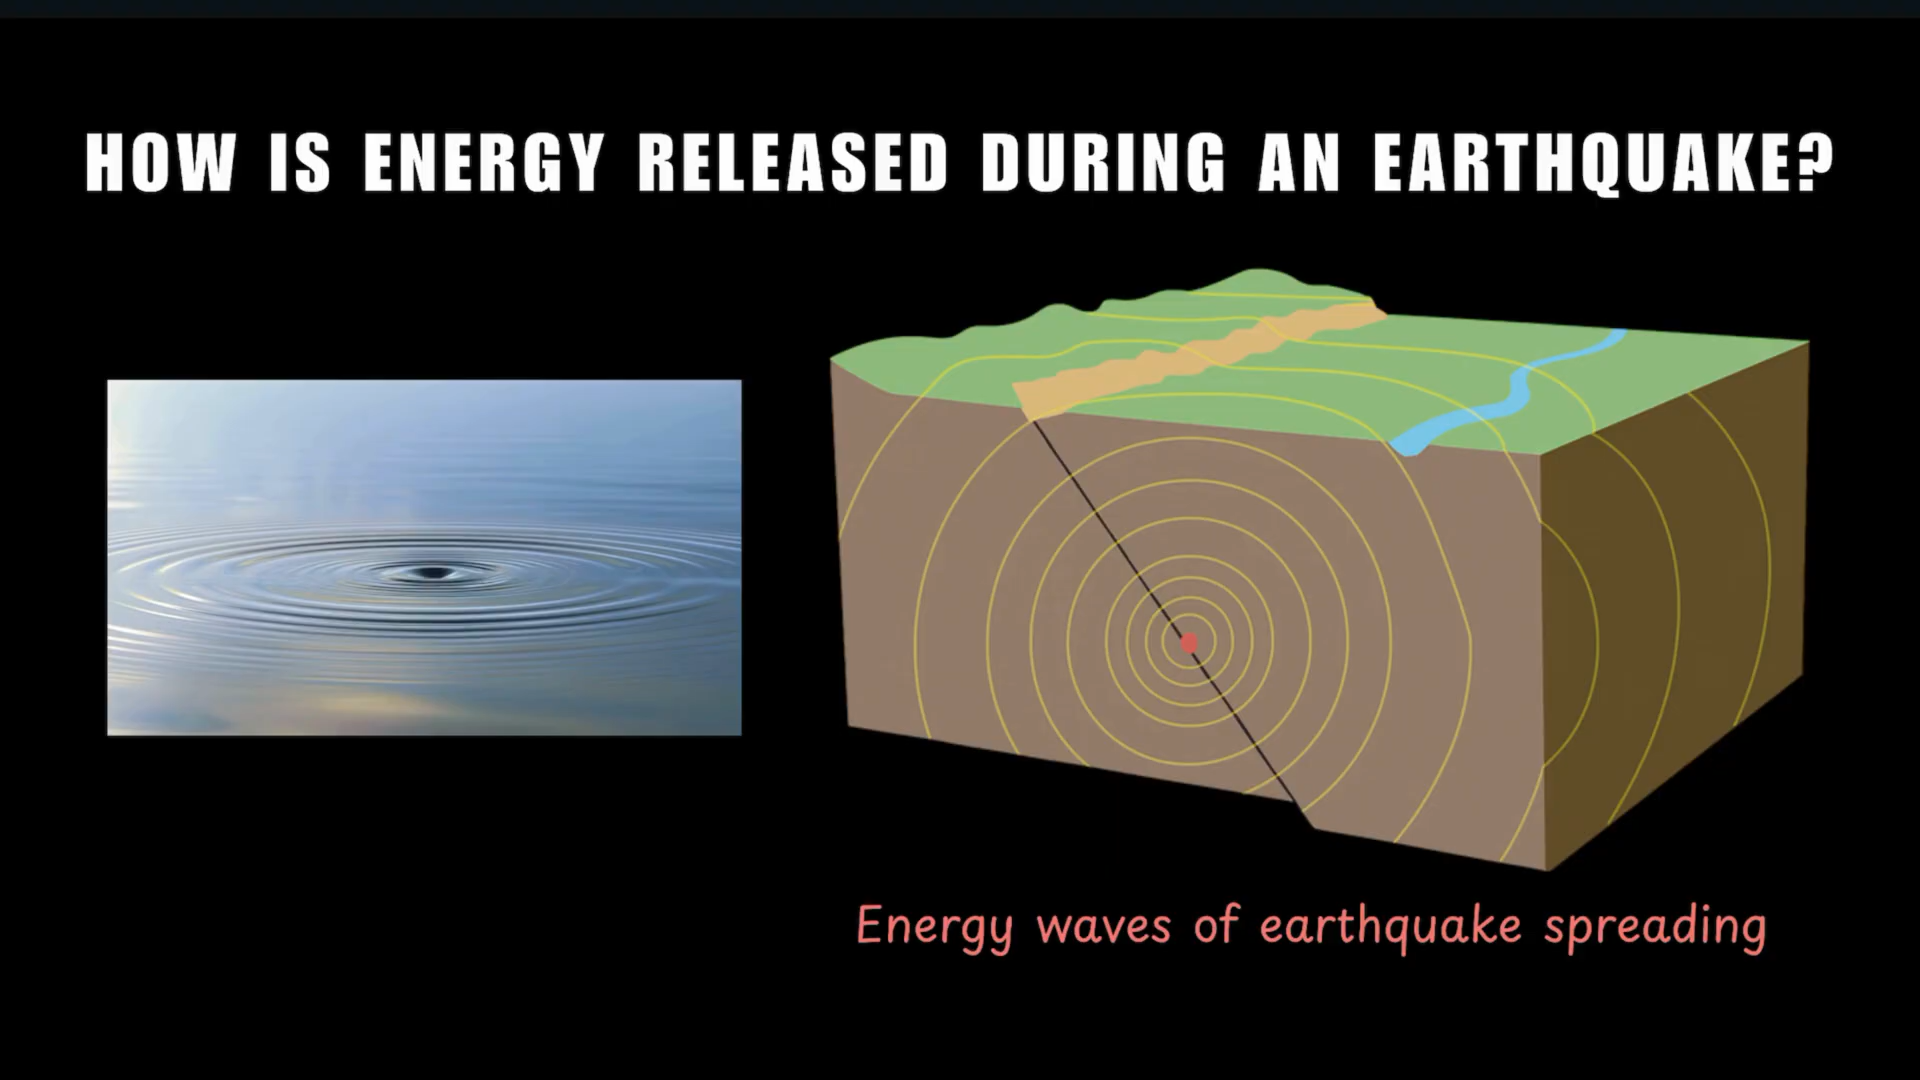 HOW IS ENERGY RELEASED DURING AN EARTHQUAKE?
Energy waves of earthquake spreading